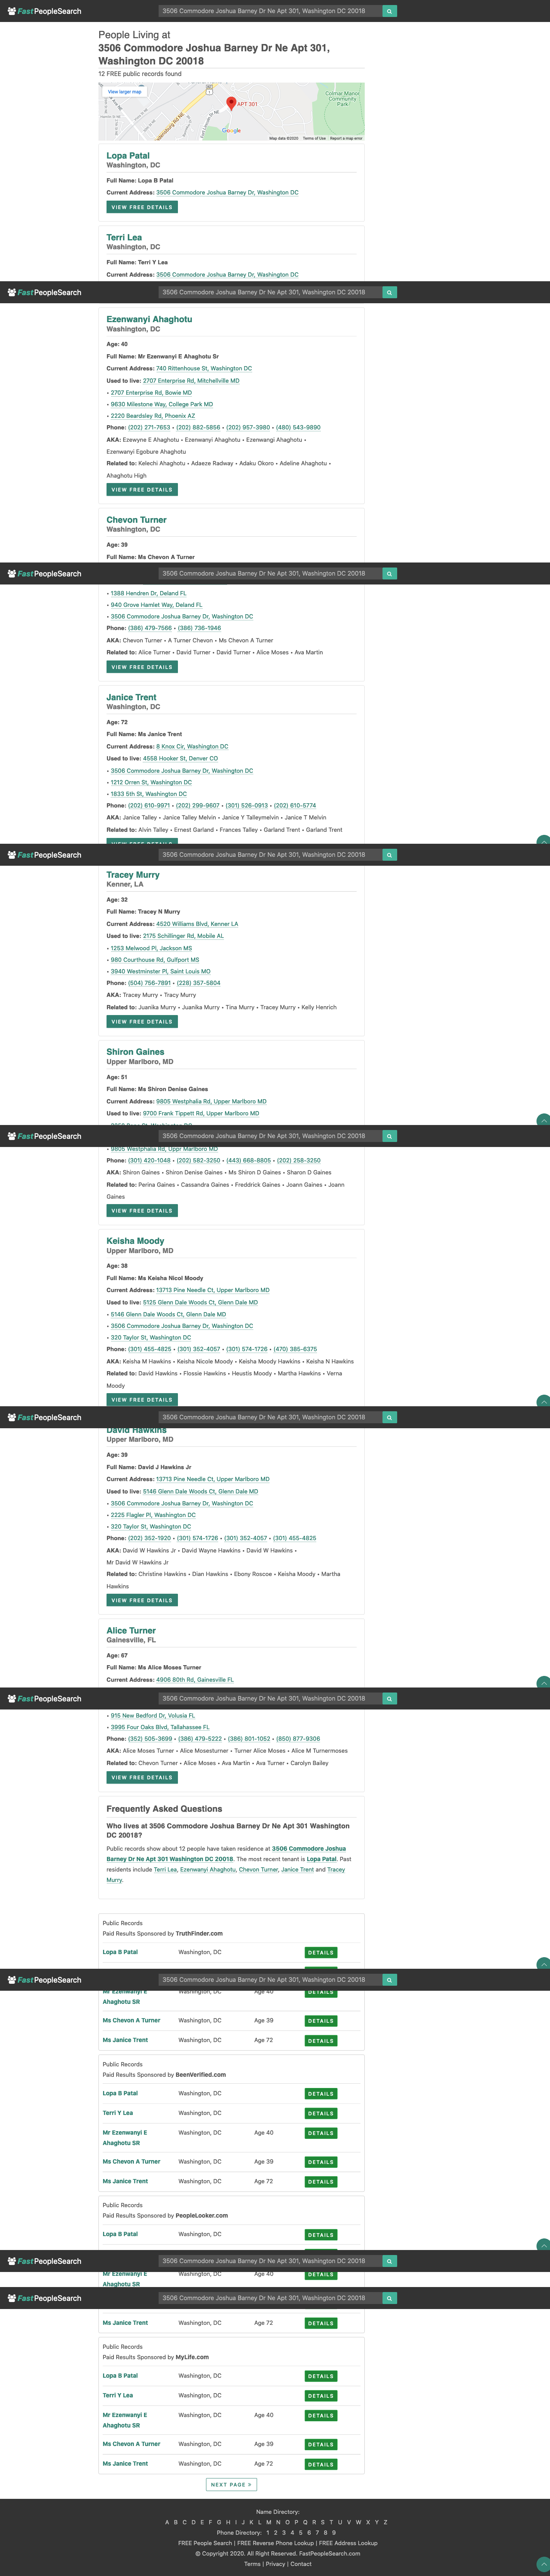 FastPeopleSearch
3506 Commodore Joshua Barney Dr Ne Apt 301, Washington DC 20018
People Living at
3506 Commodore Joshua Barney Dr Ne Apt 301,
Washington DC 20018
12 FREE public records found
View larger map
APT 301
Colmar Manor
Community
Park
Google
Map data ©2020 Terms of Use Report a map error
Lopa Patal
Washington, DC
Full Name: Lopa B Patal
Current Address: 3506 Commodore Joshua Barney Dr, Washington DC
VIEW FREE DETAILS
Terri Lea
Washington, DC
Full Name: Terri Y Lea
Current Address: 3506 Commodore Joshua Barney Dr, Washington DC
FastPeopleSearch
3506 Commodore Joshua Barney Dr Ne Apt 301, Washington DC 20018
Ezenwanyi Ahaghotu
Washington, DC
Age: 40
Full Name: Mr Ezenwanyi E Ahaghotu Sr
Current Address: 740 Rittenhouse St, Washington DC
Used to live: 2707 Enterprise Rd, Mitchellville MD
• 2707 Enterprise Rd, Bowie MD
• 9630 Milestone Way, College Park MD
• 2220 Beardsley Rd, Phoenix AZ
Phone: (202) 271-7653 • (202) 882-5856 • (202) 957-3980 • (480) 543-9890
AKA: Ezewyne E Ahaghotu • Ezenwanyi Ahaghotu • Ezenwangi Ahaghotu •
Ezenwanyi Egobure Ahaghotu
Related to: Kelechi Ahaghotu • Adaeze Radway • Adaku Okoro • Adeline Ahaghotu •
Ahaghotu High
VIEW FREE DETAILS
Chevon Turner
Washington, DC
Age: 39
Full Name: Ms Chevon A Turner
FastPeopleSearch
3506 Commodore Joshua Barney Dr Ne Apt 301, Washington DC 20018
• 1388 Hendren Dr, Deland FL
• 940 Grove Hamlet Way, Deland FL
• 3506 Commodore Joshua Barney Dr, Washington DC
Phone: (386) 479-7566 • (386) 736-1946
AKA: Chevon Turner • A Turner Chevon • Ms Chevon A Turner
Related to: Alice Turner • David Turner • David Turner • Alice Moses • Ava Martin
VIEW FREE DETAILS
Janice Trent
Washington, DC
Age: 72
Full Name: Ms Janice Trent
Current Address: 8 Knox Cir, Washington DC
Used to live: 4558 Hooker St, Denver CO
• 3506 Commodore Joshua Barney Dr, Washington DC
• 1212 Orren St, Washington DC
• 1833 5th St, Washington DC
Phone: (202) 610-9971 • (202) 299-9607 • (301) 526-0913 • (202) 610-5774
AKA: Janice Talley • Janice Talley Melvin • Janice Y Talleymelvin • Janice T Melvin
Related to: Alvin Talley • Ernest Garland • Frances Talley • Garland Trent • Garland Trent
VIEW FREE DETAILS
FastPeopleSearch
3506 Commodore Joshua Barney Dr Ne Apt 301, Washington DC 20018
Tracey Murry
Kenner, LA
Age: 32
Full Name: Tracey N Murry
Current Address: 4520 Williams Blvd, Kenner LA
Used to live: 2175 Schillinger Rd, Mobile AL
• 1253 Melwood Pl, Jackson MS
• 980 Courthouse Rd, Gulfport MS
• 3940 Westminster Pl, Saint Louis MO
Phone: (504) 758-7891 • (228) 357-5804
AKA: Tracey Murry • Tracy Murry
Related to: Juanika Murry • Juanika Murry • Tina Murry • Tracey Murry • Kelly Henrich
VIEW FREE DETAILS
Shiron Gaines
Upper Marlboro, MD
Age: 51
Full Name: Ms Shiron Denise Gaines
Current Address: 9805 Westphalia Rd, Upper Marlboro MD
Used to live: 9700 Frank Tippett Rd, Upper Marlboro MD
FastPeopleSearch
3506 Commodore Joshua Barney Dr Ne Apt 301, Washington DC 20018
• 9805 Westphalia Rd, Uppr Marlboro MD
Phone: (301) 420-1048 • (202) 582-3250 • (443) 668-8805 • (202) 258-3250
AKA: Shiron Gaines • Shiron Denise Gaines • Ms Shiron D Gaines • Sharon D Gaines
Related to: Perina Gaines • Cassandra Gaines • Freddrick Gaines • Joann Gaines • Joann
Gaines
VIEW FREE DETAILS
Keisha Moody
Upper Marlboro, MD
Age: 38
Full Name: Ms Keisha Nicol Moody
Current Address: 13713 Pine Needle Ct, Upper Marlboro MD
Used to live: 5125 Glenn Dale Woods Ct, Glenn Dale MD
• 5146 Glenn Dale Woods Ct, Glenn Dale MD
• 3506 Commodore Joshua Barney Dr, Washington DC
• 320 Taylor St, Washington DC
Phone: (301) 455-4825 • (301) 352-4057 • (301) 574-1726 • (470) 385-6375
AKA: Keisha M Hawkins • Keisha Nicole Moody • Keisha Moody Hawkins • Keisha N Hawkins
Related to: David Hawkins • Flossie Hawkins • Heustis Moody • Martha Hawkins • Verna
Moody
VIEW FREE DETAILS
FastPeopleSearch
3506 Commodore Joshua Barney Dr Ne Apt 301, Washington DC 20018
David Hawkins
Upper Marlboro, MD
Age: 39
Full Name: David J Hawkins Jr
Current Address: 13713 Pine Needle Ct, Upper Marlboro MD
Used to live: 5146 Glenn Dale Woods Ct, Glenn Dale MD
• 3506 Commodore Joshua Barney Dr, Washington DC
• 2225 Flagler Pl, Washington DC
• 320 Taylor St, Washington DC
Phone: (202) 352-1920 • (301) 574-1726 • (301) 352-4057 • (301) 455-4825
AKA: David W Hawkins Jr • David Wayne Hawkins • David W Hawkins •
Mr David W Hawkins Jr
Related to: Christine Hawkins • Dian Hawkins • Ebony Roscoe • Keisha Moody • Martha
Hawkins
VIEW FREE DETAILS
Alice Turner
Gainesville, FL
Age: 67
Full Name: Ms Alice Moses Turner
Current Address: 4906 80th Rd, Gainesville FL
FastPeopleSearch
3506 Commodore Joshua Barney Dr Ne Apt 301, Washington DC 20018
• 915 New Bedford Dr, Volusia FL
• 3995 Four Oaks Blvd, Tallahassee FL
Phone: (352) 505-3699 • (386) 479-5222 • (386) 801-1052 • (850) 877-9306
AKA: Alice Moses Turner • Alice Mosesturner • Turner Alice Moses • Alice M Turnermoses
Related to: Chevon Turner • Alice Moses • Ava Martin • Ava Turner • Carolyn Bailey
VIEW FREE DETAILS
Frequently Asked Questions
Who lives at 3506 Commodore Joshua Barney Dr Ne Apt 301 Washington
DC 20018?
Public records show about 12 people have taken residence at 3506 Commodore Joshua
Barney Dr Ne Apt 301 Washington DC 20018. The most recent tenant is Lopa Patal. Past
residents include Terri Lea, Ezenwanyi Ahaghotu, Chevon Turner, Janice Trent and Tracey
Murry.
Public Records
Paid Results Sponsored by TruthFinder.com
Lopa B Patal Washington, DC DETAILS
FastPeopleSearch
3506 Commodore Joshua Barney Dr Ne Apt 301, Washington DC 20018
Mr Ezenwanyi E Washington, DC Age 40 DETAILS
Ahaghotu SR
Ms Chevon A Turner Washington, DC Age 39 DETAILS
Ms Janice Trent Washington, DC Age 72 DETAILS
Public Records
Paid Results Sponsored by BeenVerified.com
Lopa B Patal Washington, DC DETAILS
Terri Y Lea Washington, DC DETAILS
Mr Ezenwanyi E Washington, DC Age 40 DETAILS
Ahaghotu SR
Ms Chevon A Turner Washington, DC Age 39 DETAILS
Ms Janice Trent Washington, DC Age 72 DETAILS
Public Records
Paid Results Sponsored by PeopleLooker.com
Lopa B Patal Washington, DC DETAILS
FastPeopleSearch
3506 Commodore Joshua Barney Dr Ne Apt 301, Washington DC 20018
Mr Ezenwanyi E Washington, DC Age 40 DETAILS
Ahaghotu SR
FastPeopleSearch
3506 Commodore Joshua Barney Dr Ne Apt 301, Washington DC 20018
Ms Janice Trent Washington, DC Age 72 DETAILS
Public Records
Paid Results Sponsored by MyLife.com
Lopa B Patal Washington, DC DETAILS
Terri Y Lea Washington, DC DETAILS
Mr Ezenwanyi E Washington, DC Age 40 DETAILS
Ahaghotu SR
Ms Chevon A Turner Washington, DC Age 39 DETAILS
Ms Janice Trent Washington, DC Age 72 DETAILS
NEXT PAGE >
Name Directory:
A B C D E F G H I J K L M N O P Q R S T U V W X Y Z
Phone Directory: 1 2 3 4 5 6 7 8 9
FREE People Search | FREE Reverse Phone Lookup | FREE Address Lookup
© Copyright 2020. All Right Reserved. FastPeopleSearch.com
Terms | Privacy | Contact